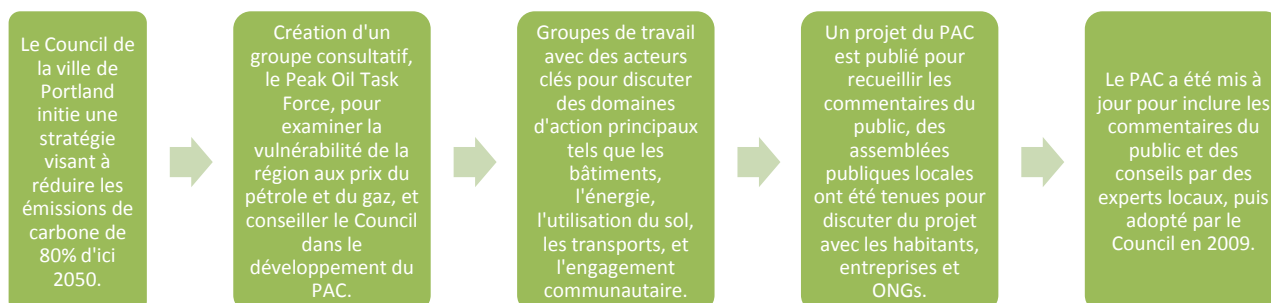 Le Council de
la ville de
Portland
initie une
stratégie
visant à
réduire les
émissions de
carbone de
80% d'ici
2050.
Création d'un
groupe consultatif,
le Peak Oil Task
Force, pour
examiner la
vulnérabilité de la
région aux prix du
pétrole et du gaz, et
conseiller le Council
dans le
développement du
PAC.
Groupes de travail
avec des acteurs
clés pour discuter
des domaines
d'action principaux
tels que les
bâtiments,
l'énergie,
l'utilisation du sol,
les transports, et
l'engagement
communautaire.
Un projet du PAC
est publié pour
recueillir les
commentaires du
public, des
assemblées
publiques locales
ont été tenues pour
discuter du projet
avec les habitants,
entreprises et
ONGs.
Le PAC a été mis à
jour pour inclure les
commentaires du
public et des
conseils par des
experts locaux, puis
adopté par le
Council en 2009.